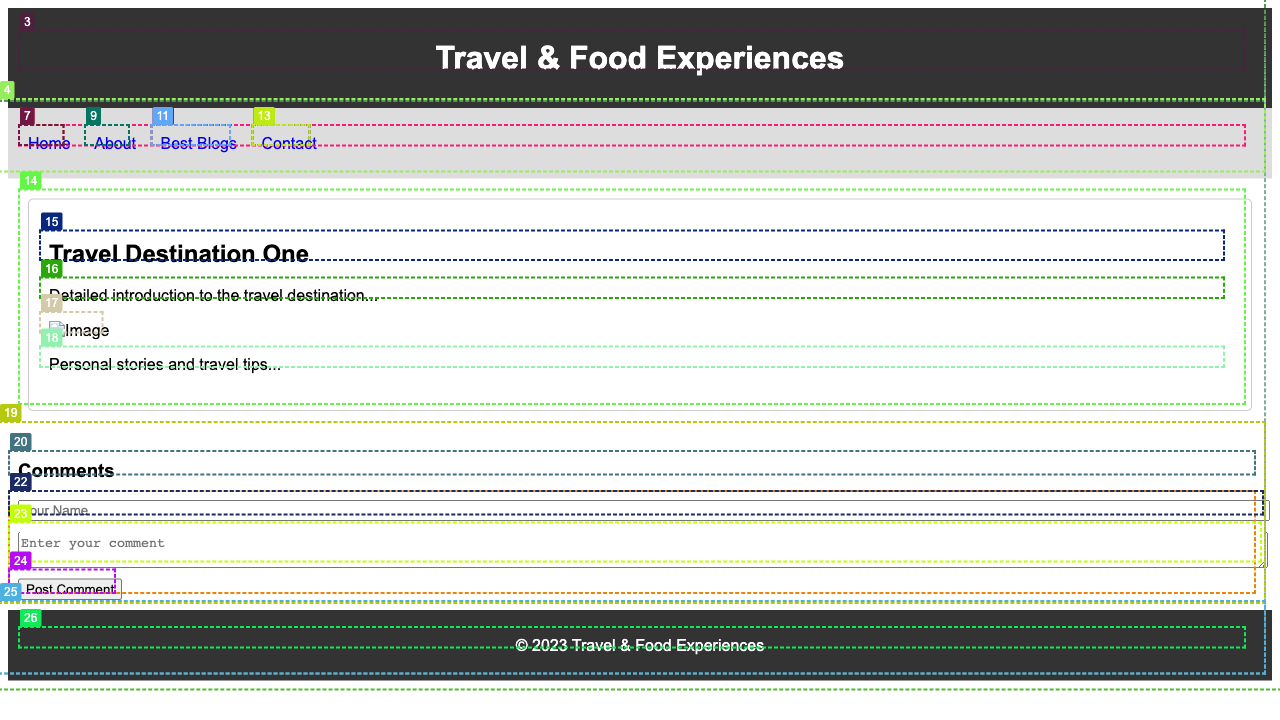 3
Travel & Food Experiences
4
7 9 11 13
Home About Best Blogs Contact
14
15
Travel Destination One
16
Detailed introduction to the travel destination...
17
Image
18
Personal stories and travel tips...
19
20
Comments
22
Your Name
23
Enter your comment
24
Post Comment
25
26
© 2023 Travel & Food Experiences